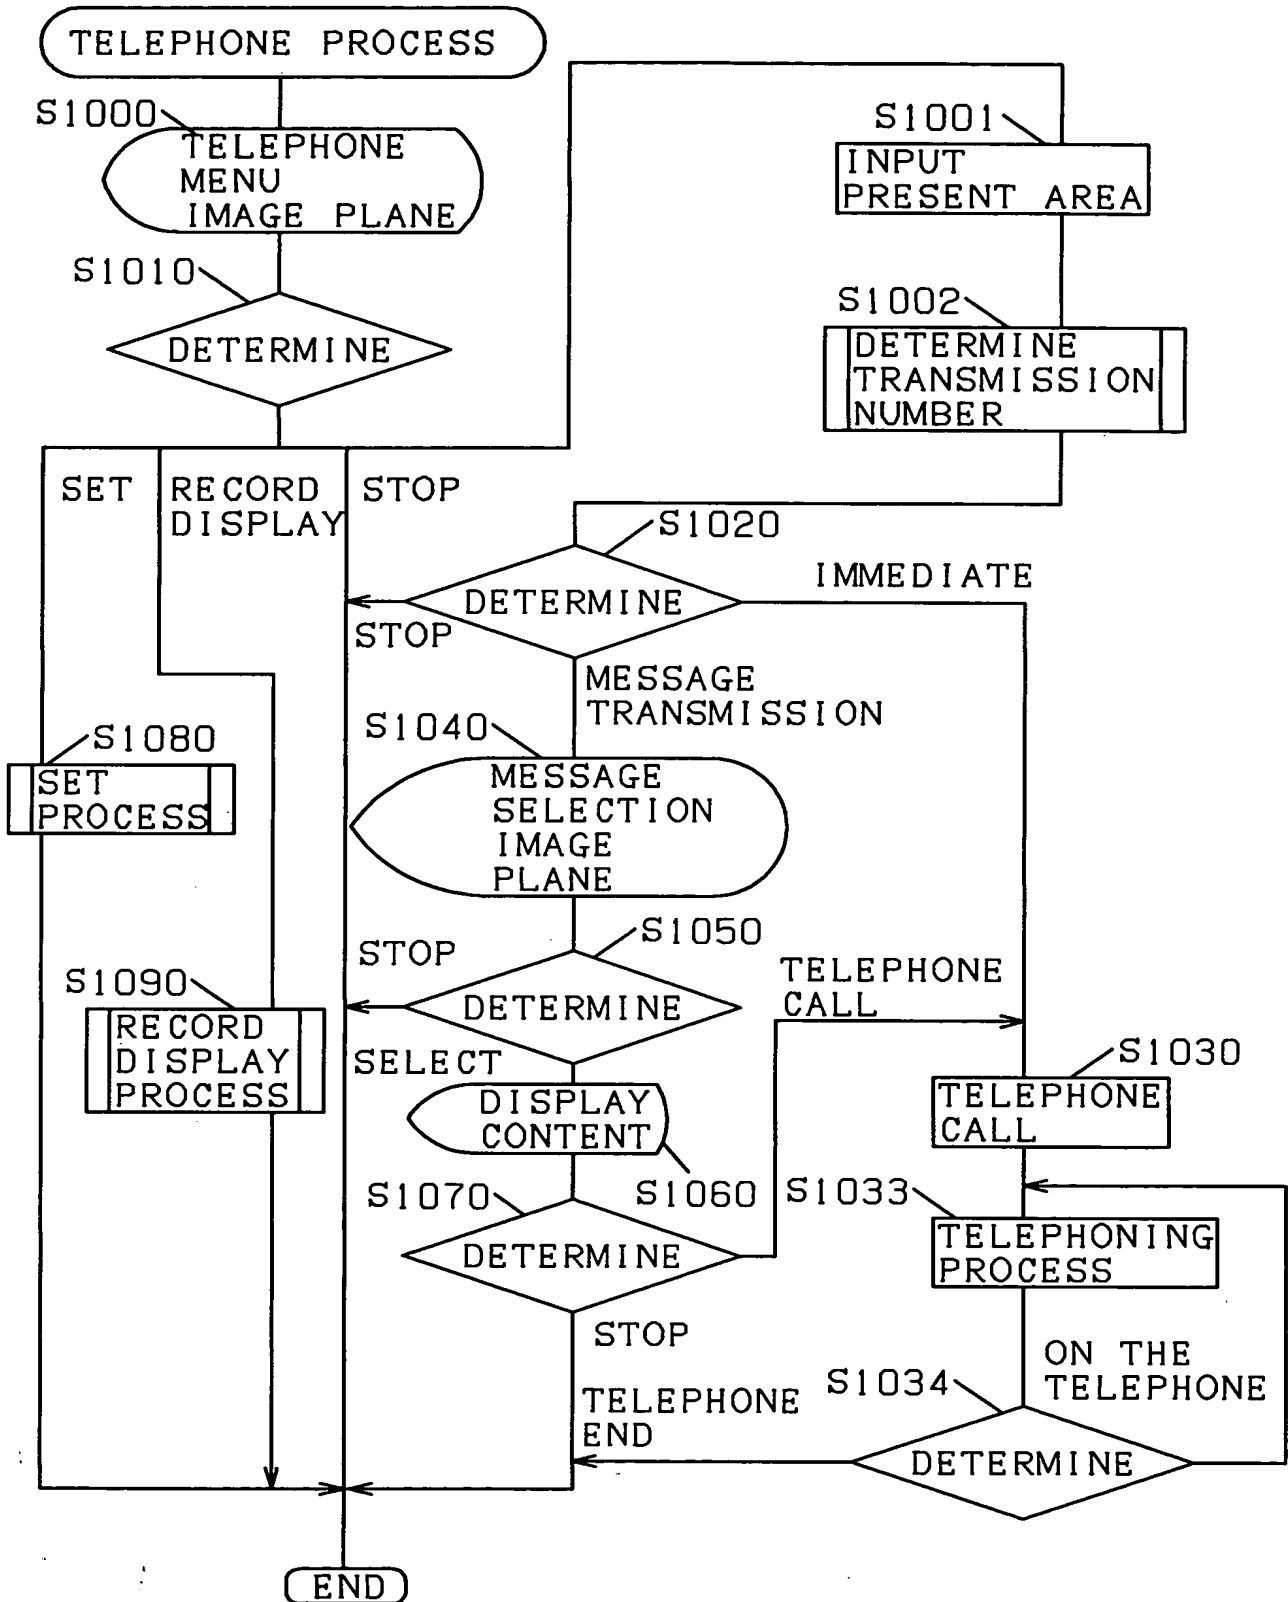 TELEPHONE PROCESS
S1000
TELEPHONE
MENU
IMAGE PLANE
S1001
INPUT
PRESENT AREA
S1010
DETERMINE
S1002
DETERMINE
TRANSMISSION
NUMBER
SET
RECORD
DISPLAY
STOP
S1020
DETERMINE
IMMEDIATE
STOP
MESSAGE
TRANSMISSION
S1040
MESSAGE
SELECTION
IMAGE
PLANE
S1080
SET
PROCESS
STOP
S1050
DETERMINE
TELEPHONE
CALL
S1090
RECORD
DISPLAY
PROCESS
SELECT
DISPLAY
CONTENT
S1060
S1030
TELEPHONE
CALL
S1070
DETERMINE
S1033
TELEPHONING
PROCESS
STOP
ON THE
TELEPHONE
S1034
DETERMINE
TELEPHONE
END
END